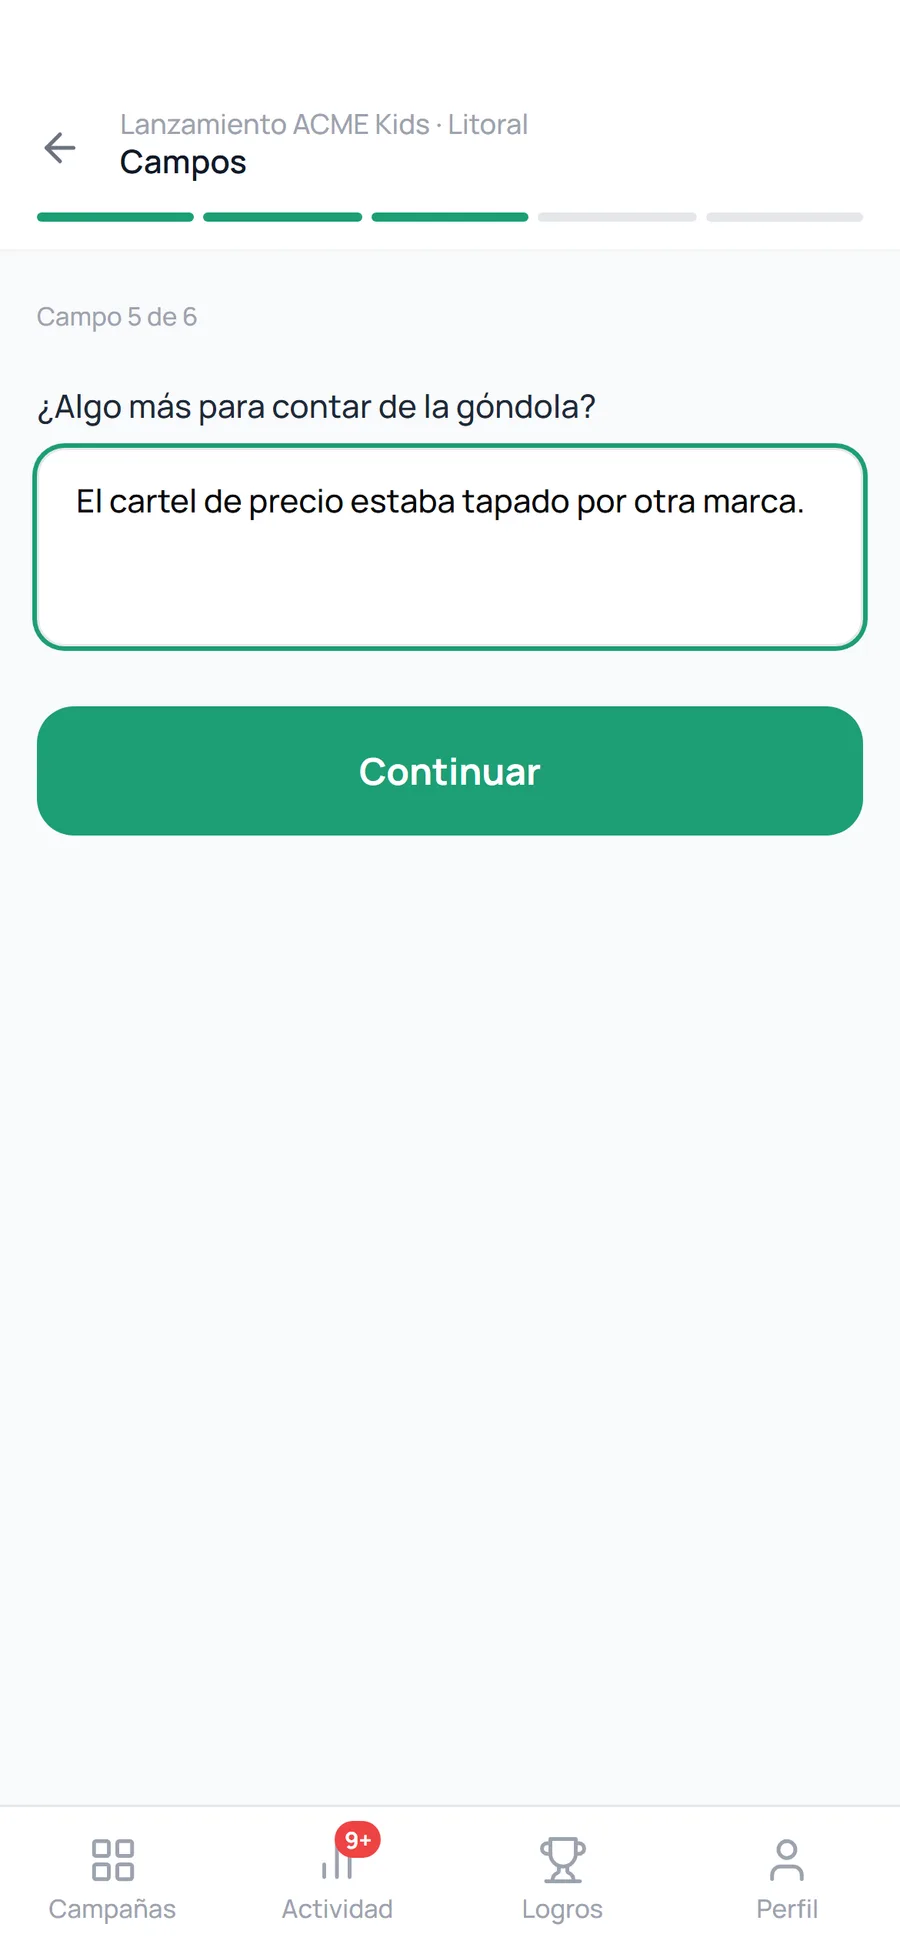 Lanzamiento ACME Kids · Litoral
Campos
Campo 5 de 6
¿Algo más para contar de la góndola?
El cartel de precio estaba tapado por otra marca.
Continuar
9+
Campañas
Actividad
Logros
Perfil